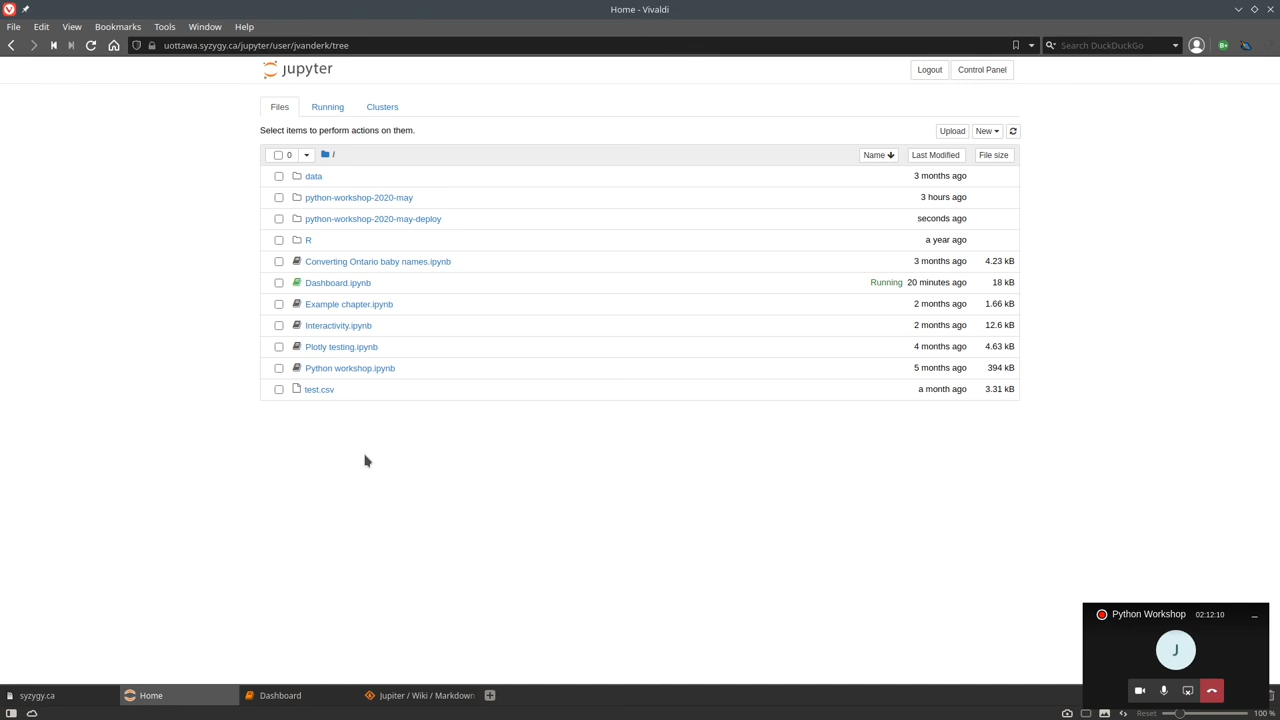 Home - Vivaldi
File Edit View Bookmarks Tools Window Help
uottawa.syzygy.ca/jupyter/user/jvanderk/tree
Search DuckDuckGo
B+
jupyter
Logout
Control Panel
Files
Running
Clusters
Select items to perform actions on them.
Upload
New
0
/
Name
Last Modified
File size
data 3 months ago
python-workshop-2020-may 3 hours ago
python-workshop-2020-may-deploy seconds ago
R a year ago
Converting Ontario baby names.ipynb 3 months ago 4.23 kB
Dashboard.ipynb Running 20 minutes ago 18 kB
Example chapter.ipynb 2 months ago 1.66 kB
Interactivity.ipynb 2 months ago 12.6 kB
Plotly testing.ipynb 4 months ago 4.63 kB
Python workshop.ipynb 5 months ago 394 kB
test.csv a month ago 3.31 kB
Python Workshop 02:12:10
J
syzygy.ca
Home
Dashboard
Jupiter / Wiki / Markdown
Reset
100 %